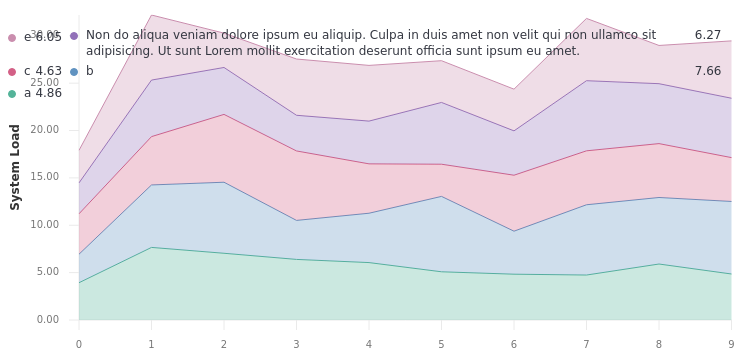 e 6.05
Non do aliqua veniam dolore ipsum eu aliquip. Culpa in duis amet non velit qui non ullamco sit 6.27
adipisicing. Ut sunt Lorem mollit exercitation deserunt officia sunt ipsum eu amet.
c 4.63 b 7.66
a 4.86
System Load
30.00
25.00
20.00
15.00
10.00
5.00
0.00
0 1 2 3 4 5 6 7 8 9